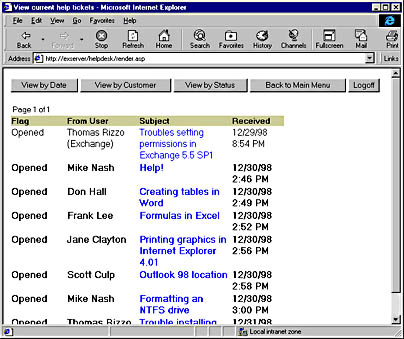 View current help tickets - Microsoft Internet Explorer
File Edit View Go Favorites Help
Back Forward Stop Refresh Home Search Favorites History Channels Fullscreen Mail Print
Address http://exserver/helpdesk/render.asp Links
View by Date View by Customer View by Status Back to Main Menu Logoff
Page 1 of 1
Flag From User Subject Received
Opened Thomas Rizzo Troubles setting 12/29/98
(Exchange) permissions in 8:54 PM
Exchange 5.5 SP1
Opened Mike Nash Help! 12/30/98
2:46 PM
Opened Don Hall Creating tables in 12/30/98
Word 2:49 PM
Opened Frank Lee Formulas in Excel 12/30/98
2:52 PM
Opened Jane Clayton Printing graphics in 12/30/98
Internet Explorer 2:56 PM
4.01
Opened Scott Culp Outlook 98 location 12/30/98
2:58 PM
Opened Mike Nash Formatting an 12/30/98
NTFS drive 3:00 PM
Opened Thomas Rizzo Trouble installing 12/31/98
Local intranet zone